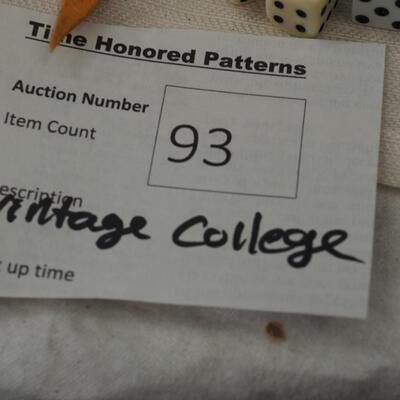 Time Honored Patterns
Auction Number
93
Item Count
escription
vintage College
up time